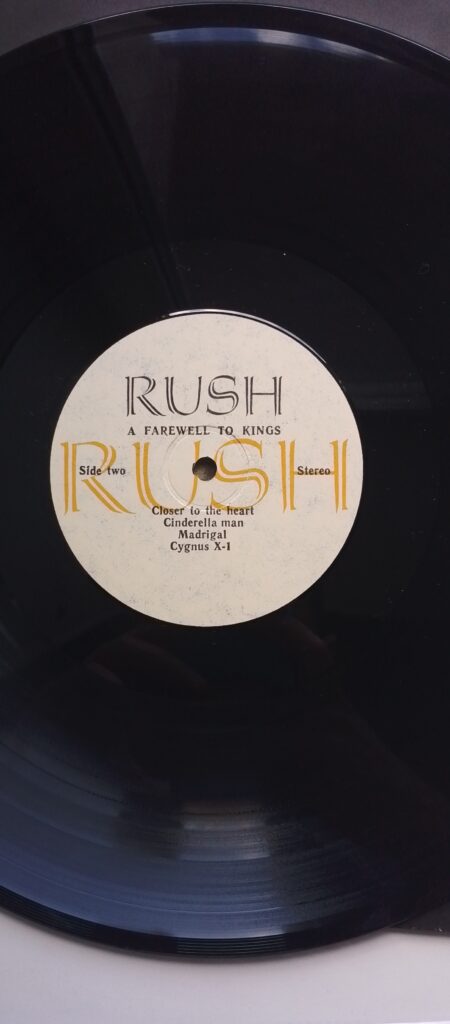 RUSH
A FAREWELL TO KINGS
RUSH
Side two
Stereo
Closer to the heart
Cinderella man
Madrigal
Cygnus X-1